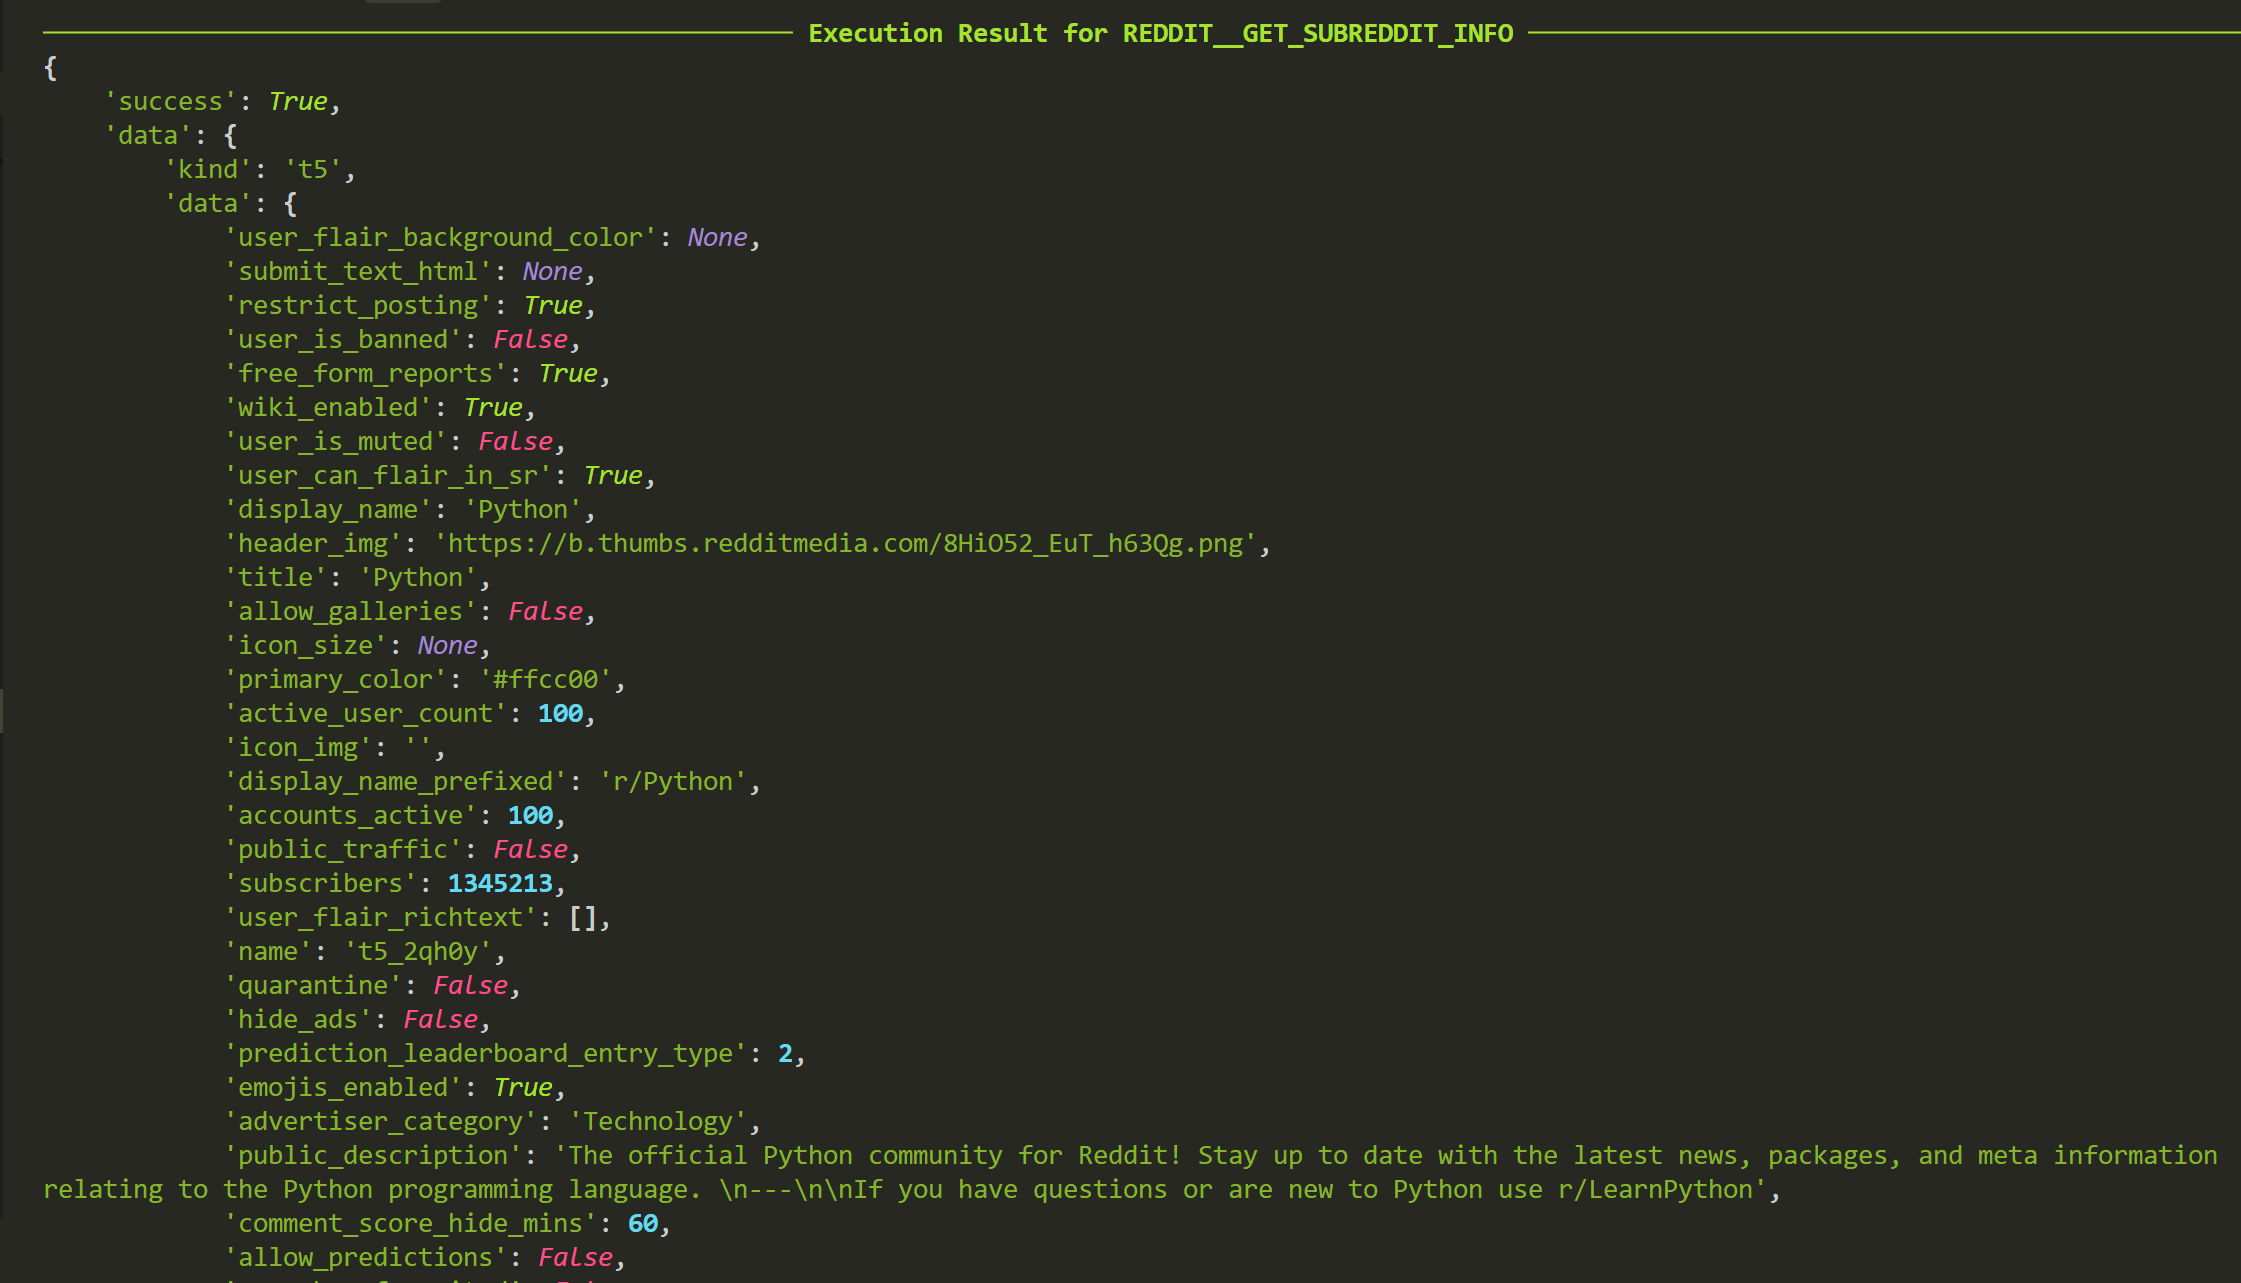 Execution Result for REDDIT__GET_SUBREDDIT_INFO
{
    'success': True,
    'data': {
        'kind': 't5',
        'data': {
            'user_flair_background_color': None,
            'submit_text_html': None,
            'restrict_posting': True,
            'user_is_banned': False,
            'free_form_reports': True,
            'wiki_enabled': True,
            'user_is_muted': False,
            'user_can_flair_in_sr': True,
            'display_name': 'Python',
            'header_img': 'https://b.thumbs.redditmedia.com/8HiO52_EuT_h63Qg.png',
            'title': 'Python',
            'allow_galleries': False,
            'icon_size': None,
            'primary_color': '#ffcc00',
            'active_user_count': 100,
            'icon_img': '',
            'display_name_prefixed': 'r/Python',
            'accounts_active': 100,
            'public_traffic': False,
            'subscribers': 1345213,
            'user_flair_richtext': [],
            'name': 't5_2qh0y',
            'quarantine': False,
            'hide_ads': False,
            'prediction_leaderboard_entry_type': 2,
            'emojis_enabled': True,
            'advertiser_category': 'Technology',
            'public_description': 'The official Python community for Reddit! Stay up to date with the latest news, packages, and meta information
relating to the Python programming language. \n---\n\nIf you have questions or are new to Python use r/LearnPython',
            'comment_score_hide_mins': 60,
            'allow_predictions': False,